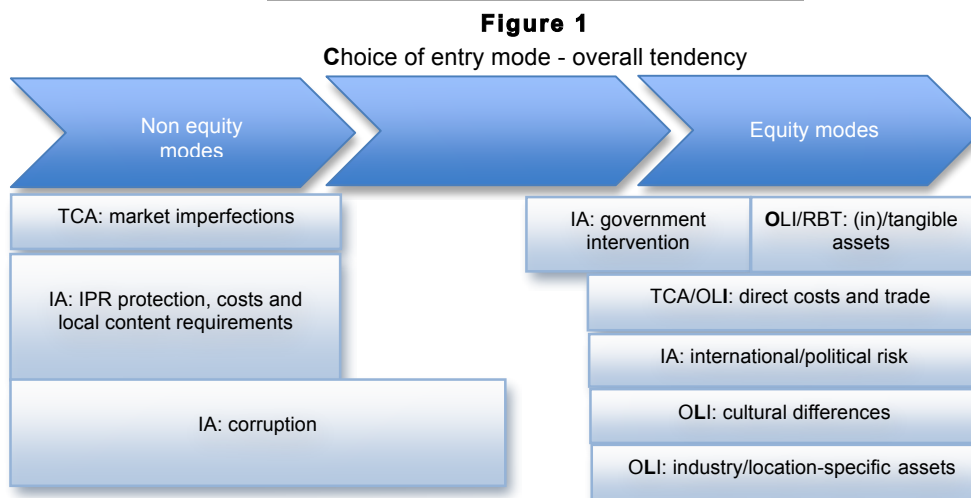 Figure 1
Choice of entry mode - overall tendency
Non equity
modes
Equity modes
TCA: market imperfections
IA: government
intervention
OLI/RBT: (in)/tangible
assets
IA: IPR protection, costs and
local content requirements
TCA/OLI: direct costs and trade
IA: international/political risk
IA: corruption
OLI: cultural differences
OLI: industry/location-specific assets